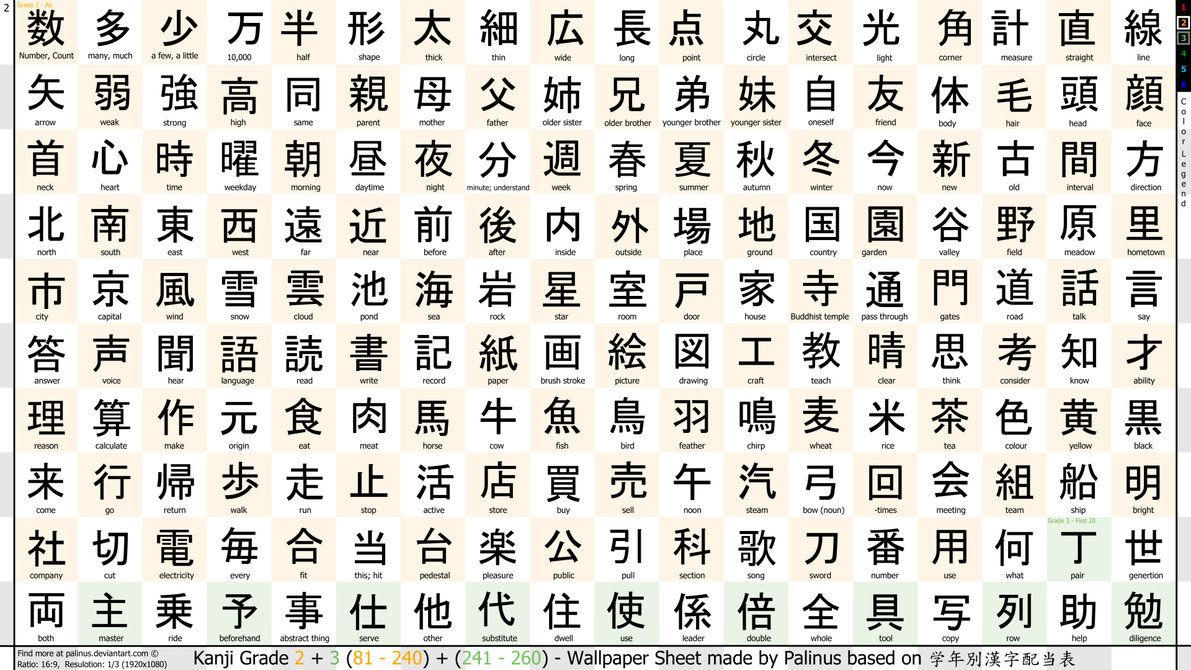 2
Grade 2 - All
数 多 少 万 半 形 太 細 広 長 点 丸 交 光 角 計 直 線
Number, Count many, much a few, a little 10,000 half shape thick thin wide long point circle intersect light corner measure straight line
矢 弱 強 高 同 親 母 父 姉 兄 弟 妹 自 友 体 毛 頭 顔
arrow weak strong high same parent mother father older sister older brother younger brother younger sister oneself friend body hair head face
首 心 時 曜 朝 昼 夜 分 週 春 夏 秋 冬 今 新 古 間 方
neck heart time weekday morning daytime night minute; understand week spring summer autumn winter now new old interval direction
北 南 東 西 遠 近 前 後 内 外 場 地 国 園 谷 野 原 里
north south east west far near before after inside outside place ground country garden valley field meadow hometown
市 京 風 雪 雲 池 海 岩 星 室 戸 家 寺 通 門 道 話 言
city capital wind snow cloud pond sea rock star room door house Buddhist temple pass through gates road talk say
答 声 聞 語 読 書 記 紙 画 絵 図 工 教 晴 思 考 知 才
answer voice hear language read write record paper brush stroke picture drawing craft teach clear think consider know ability
理 算 作 元 食 肉 馬 牛 魚 鳥 羽 鳴 麦 米 茶 色 黄 黒
reason calculate make origin eat meat horse cow fish bird feather chirp wheat rice tea colour yellow black
来 行 帰 歩 走 止 活 店 買 売 午 汽 弓 回 会 組 船 明
come go return walk run stop active store buy sell noon steam bow (noun) -times meeting team ship bright
Grade 3 - First 20
社 切 電 毎 合 当 台 楽 公 引 科 歌 刀 番 用 何 丁 世
company cut electricity every fit this; hit pedestal pleasure public pull section song sword number use what pair genertion
両 主 乗 予 事 仕 他 代 住 使 係 倍 全 具 写 列 助 勉
both master ride beforehand abstract thing serve other substitute dwell use leader double whole tool copy row help diligence
Find more at palinus.deviantart.com ©
Ratio: 16:9, Resulotion: 1/3 (1920x1080)
Kanji Grade 2 + 3 (81 - 240) + (241 - 260) - Wallpaper Sheet made by Palinus based on 学年別漢字配当表
1
2
3
4
5
6
Color Legend